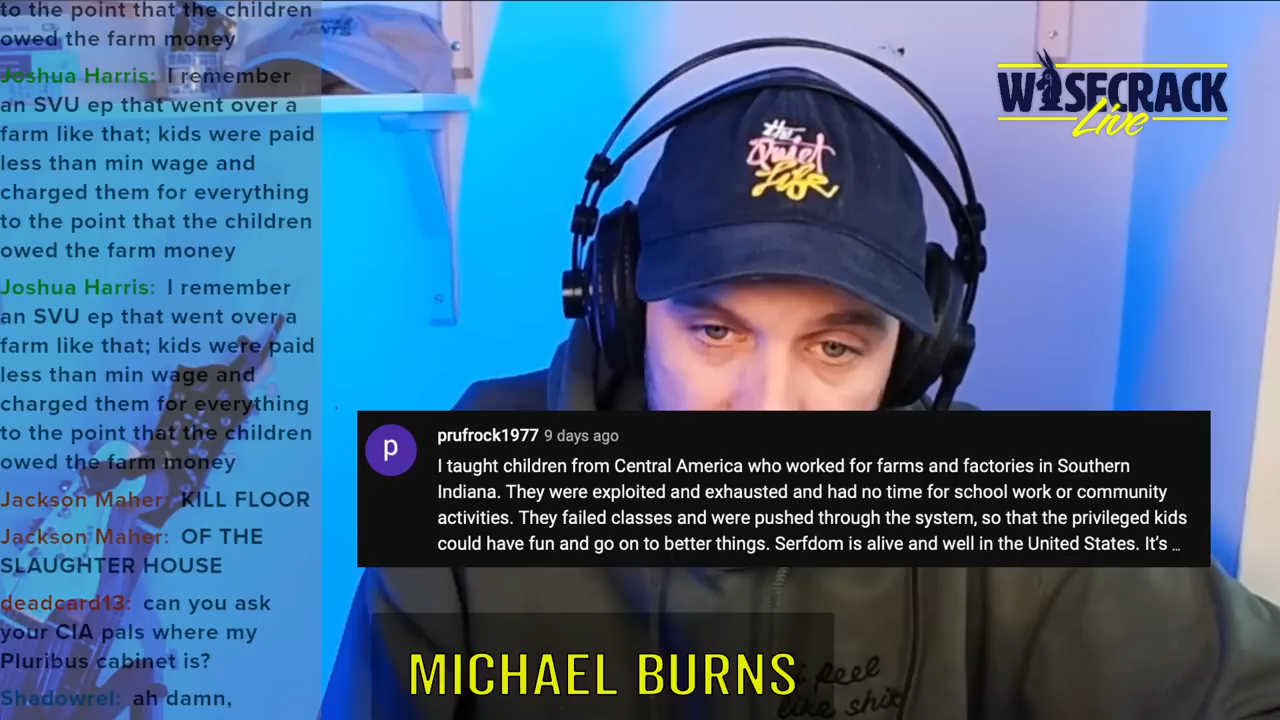 to the point that the children
owed the farm money
Joshua Harris: I remember
an SVU ep that went over a
farm like that; kids were paid
less than min wage and
charged them for everything
to the point that the children
owed the farm money
Joshua Harris: I remember
an SVU ep that went over a
farm like that; kids were paid
less than min wage and
charged them for everything
to the point that the children
owed the farm money
Jackson Maher: KILL FLOOR
Jackson Maher: OF THE
SLAUGHTER HOUSE
deadcard13: can you ask
your CIA pals where my
Pluribus cabinet is?
Shadowrel: ah damn,
PLANTS
the
Quiet
Life
WISECRACK
Live
p
prufrock1977 9 days ago
I taught children from Central America who worked for farms and factories in Southern
Indiana. They were exploited and exhausted and had no time for school work or community
activities. They failed classes and were pushed through the system, so that the privileged kids
could have fun and go on to better things. Serfdom is alive and well in the United States. It's ...
MICHAEL BURNS
i feel
like shit